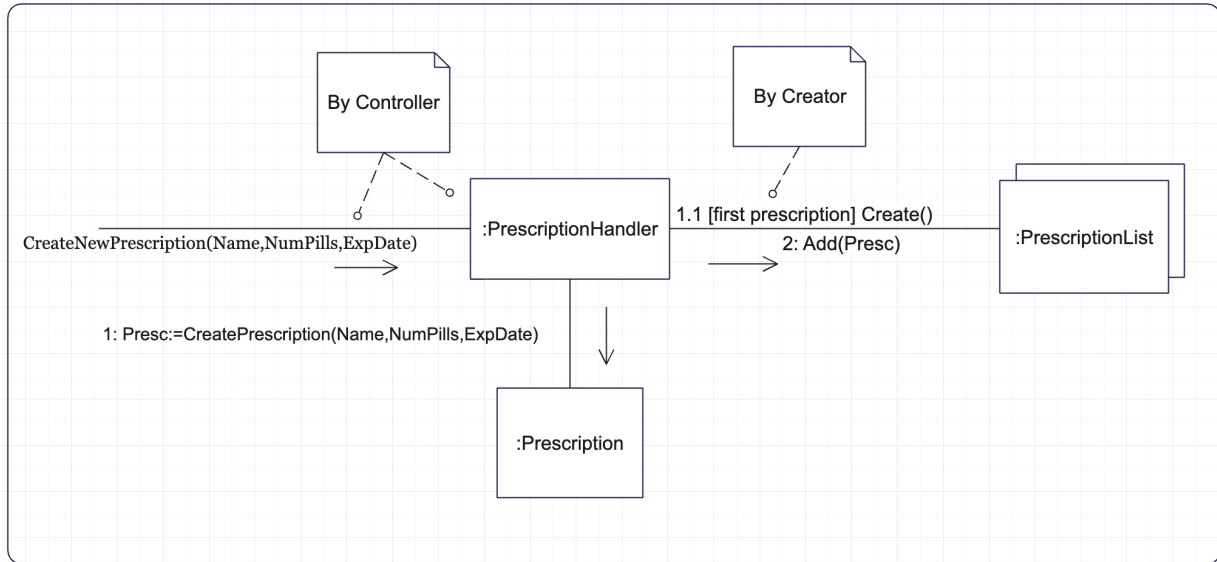 By Controller
By Creator
:PrescriptionHandler
1.1 [first prescription] Create()
CreateNewPrescription(Name,NumPills,ExpDate)
2: Add(Presc)
:PrescriptionList
1: Presc:=CreatePrescription(Name,NumPills,ExpDate)
:Prescription